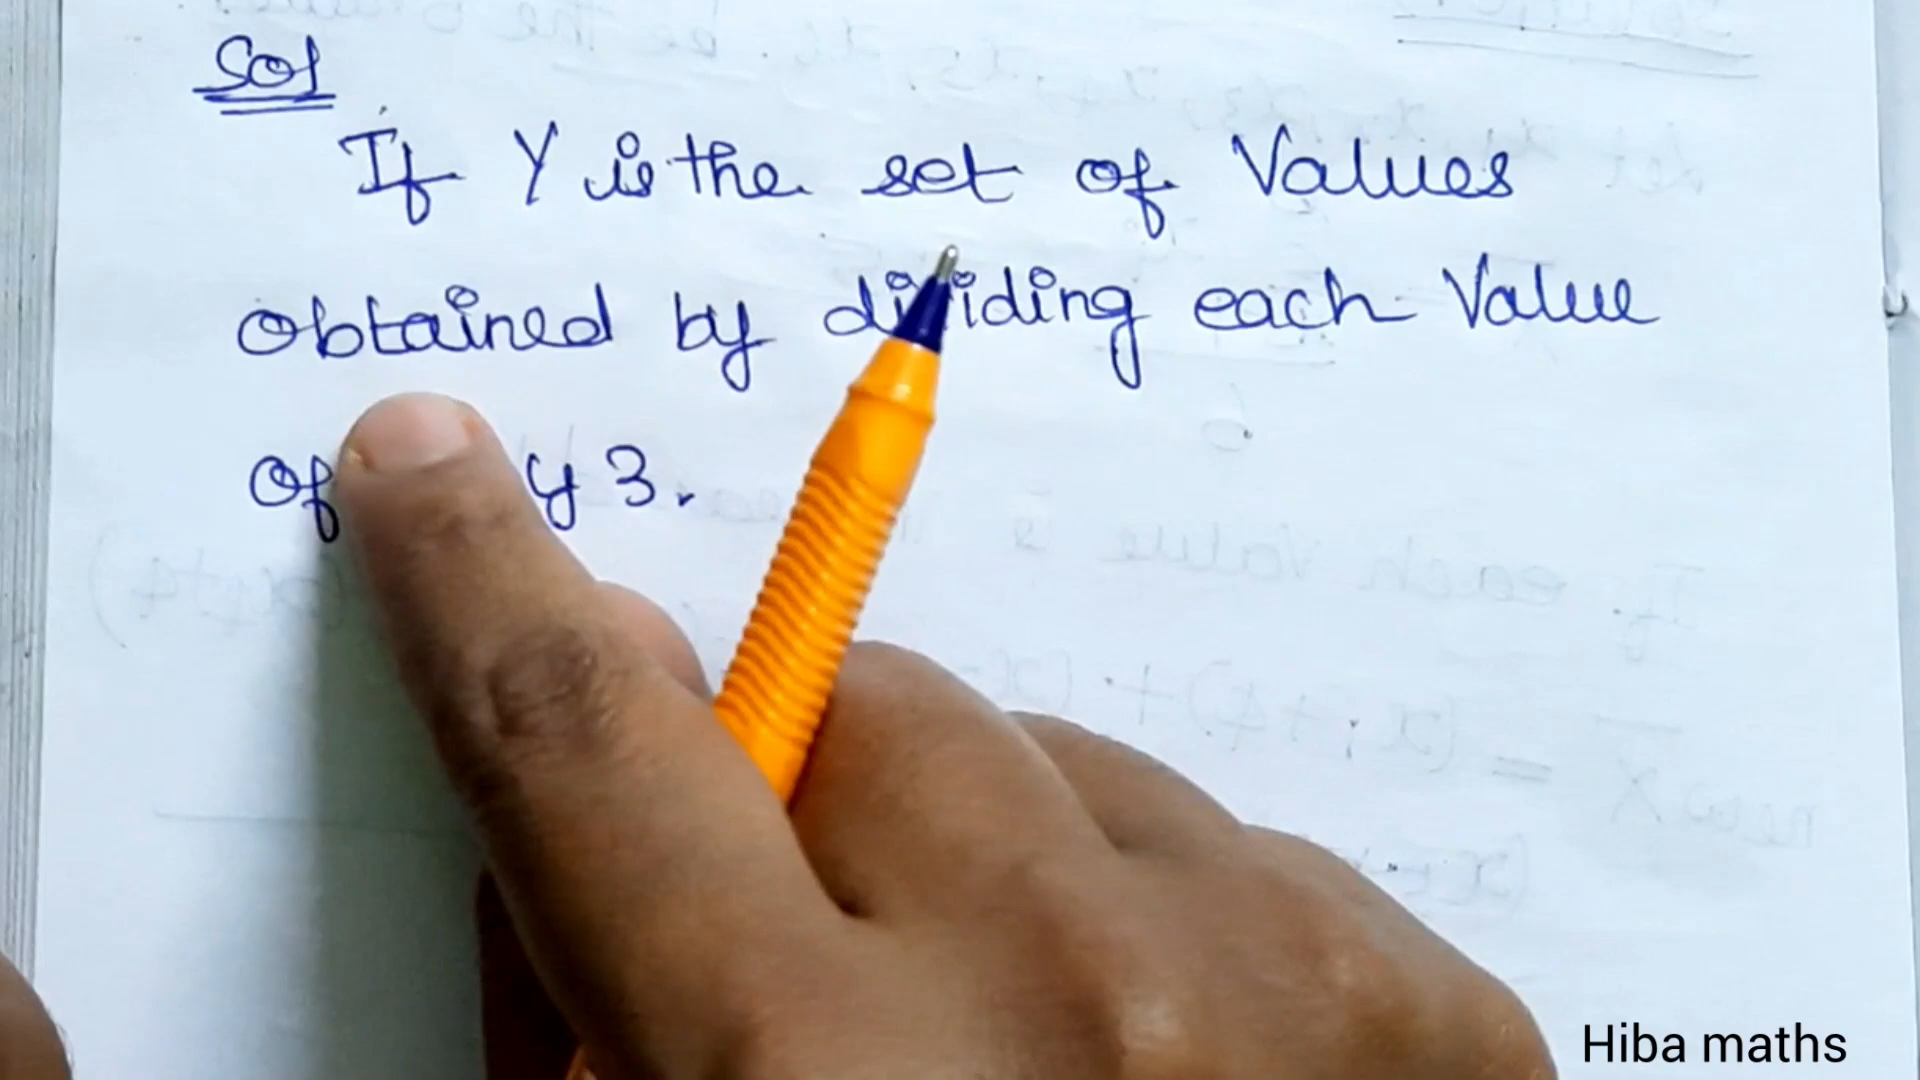 Sol
If Y is the set of Values
obtained by dividing each Value
of y 3.
Hiba maths